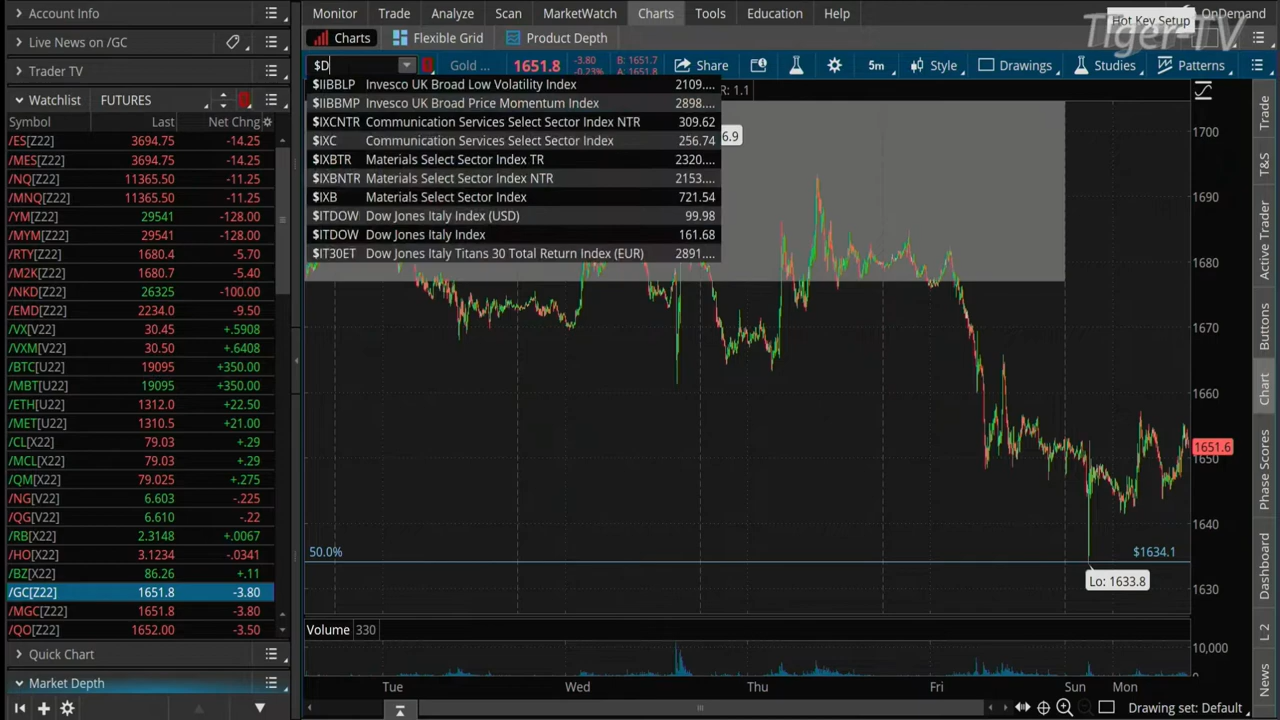 Account Info
Live News on /GC
Trader TV
Watchlist FUTURES
Symbol Last Net Chng
/ES[Z22] 3694.75 -14.25
/MES[Z22] 3694.75 -14.25
/NQ[Z22] 11365.50 -11.25
/MNQ[Z22] 11365.50 -11.25
/YM[Z22] 29541 -128.00
/MYM[Z22] 29541 -128.00
/RTY[Z22] 1680.4 -5.70
/M2K[Z22] 1680.7 -5.40
/NKD[Z22] 26325 -100.00
/EMD[Z22] 2234.0 -9.50
/VX[V22] 30.45 +.5908
/VXM[V22] 30.50 +.6408
/BTC[U22] 19095 +350.00
/MBT[U22] 19095 +350.00
/ETH[U22] 1312.0 +22.50
/MET[U22] 1310.5 +21.00
/CL[X22] 79.03 +.29
/MCL[X22] 79.03 +.29
/QM[X22] 79.025 +.275
/NG[V22] 6.603 -.225
/QG[V22] 6.610 -.22
/RB[X22] 2.3148 +.0067
/HO[X22] 3.1234 -.0341
/BZ[X22] 86.26 +.11
/GC[Z22] 1651.8 -3.80
/MGC[Z22] 1651.8 -3.80
/QO[Z22] 1652.00 -3.50
Quick Chart
Market Depth
Monitor Trade Analyze Scan MarketWatch Charts Tools Education Help
Hot Key Setup OnDemand
Tiger-TV
Charts Flexible Grid Product Depth
$D Gold ... 1651.8 -3.80 -0.23% B: 1651.7 A: 1651.8 Share 5m Style Drawings Studies Patterns
R: 1.1
$IIBBLP Invesco UK Broad Low Volatility Index 2109....
$IIBBMP Invesco UK Broad Price Momentum Index 2898....
$IXCNTR Communication Services Select Sector Index NTR 309.62
$IXC Communication Services Select Sector Index 256.74
$IXBTR Materials Select Sector Index TR 2320....
$IXBNTR Materials Select Sector Index NTR 2153....
$IXB Materials Select Sector Index 721.54
$ITDOW Dow Jones Italy Index (USD) 99.98
$ITDOW Dow Jones Italy Index 161.68
$IT30ET Dow Jones Italy Titans 30 Total Return Index (EUR) 2891....
6.9
1700
1690
1680
1670
1660
1651.6
1650
1640
1630
50.0% $1634.1
Lo: 1633.8
Volume 330
10,000
Tue Wed Thu Fri Sun Mon
Drawing set: Default
Trade
T&S
Active Trader
Buttons
Chart
Phase Scores
Dashboard
L 2
News